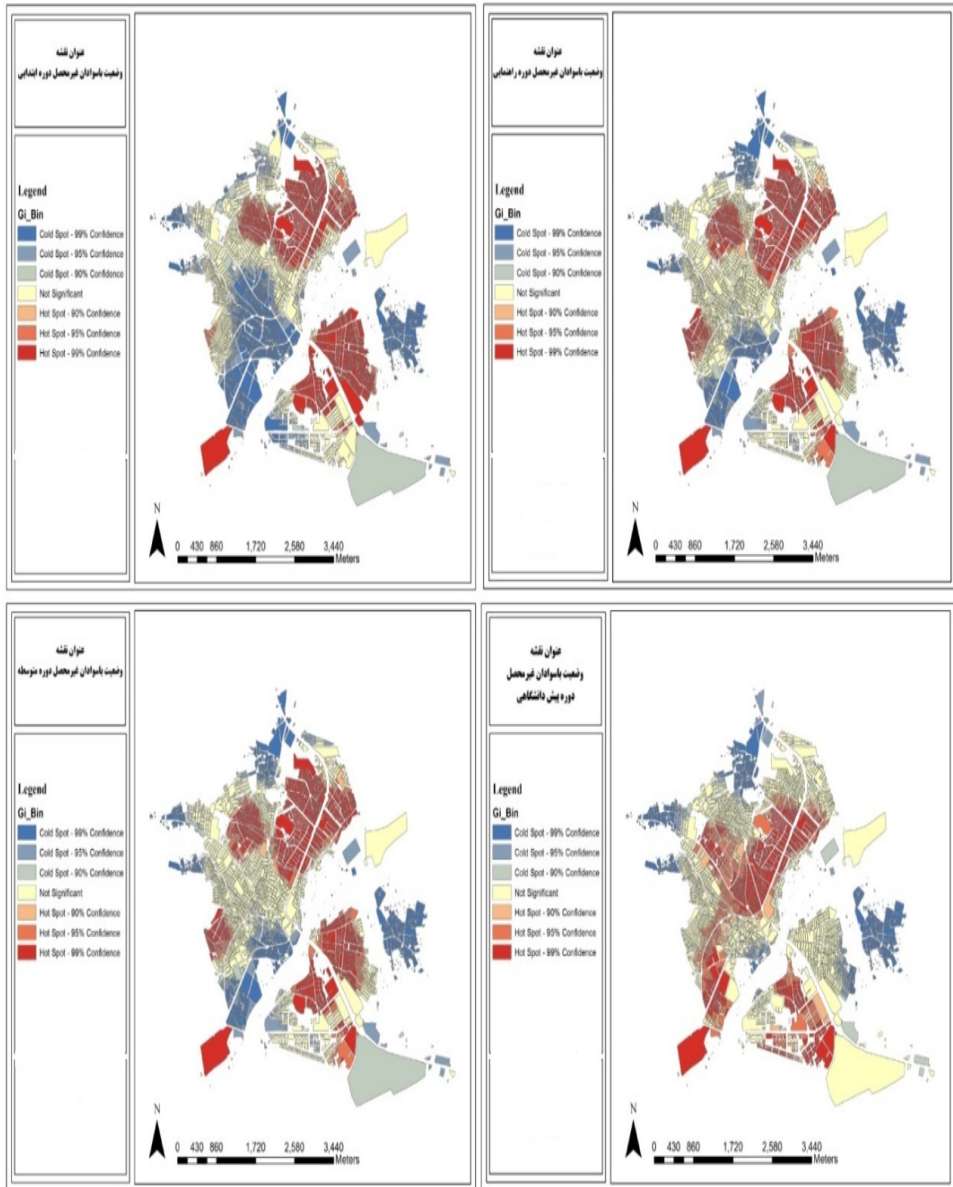 عنوان نقشه
وضعیت باسوادان غیرمحصل دوره ابتدایی
Legend
Gi_Bin
Cold Spot - 99% Confidence
Cold Spot - 95% Confidence
Cold Spot - 90% Confidence
Not Significant
Hot Spot - 90% Confidence
Hot Spot - 95% Confidence
Hot Spot - 99% Confidence
N
0 430 860 1,720 2,580 3,440
Meters
عنوان نقشه
وضعیت باسوادان غیرمحصل دوره راهنمایی
Legend
Gi_Bin
Cold Spot - 99% Confidence
Cold Spot - 95% Confidence
Cold Spot - 90% Confidence
Not Significant
Hot Spot - 90% Confidence
Hot Spot - 95% Confidence
Hot Spot - 99% Confidence
N
0 430 860 1,720 2,580 3,440
Meters
عنوان نقشه
وضعیت باسوادان غیرمحصل دوره متوسطه
Legend
Gi_Bin
Cold Spot - 99% Confidence
Cold Spot - 95% Confidence
Cold Spot - 90% Confidence
Not Significant
Hot Spot - 90% Confidence
Hot Spot - 95% Confidence
Hot Spot - 99% Confidence
N
0 430 860 1,720 2,580 3,440
Meters
عنوان نقشه
وضعیت باسوادان غیرمحصل
دوره پیش دانشگاهی
Legend
Gi_Bin
Cold Spot - 99% Confidence
Cold Spot - 95% Confidence
Cold Spot - 90% Confidence
Not Significant
Hot Spot - 90% Confidence
Hot Spot - 95% Confidence
Hot Spot - 99% Confidence
N
0 430 860 1,720 2,580 3,440
Meters